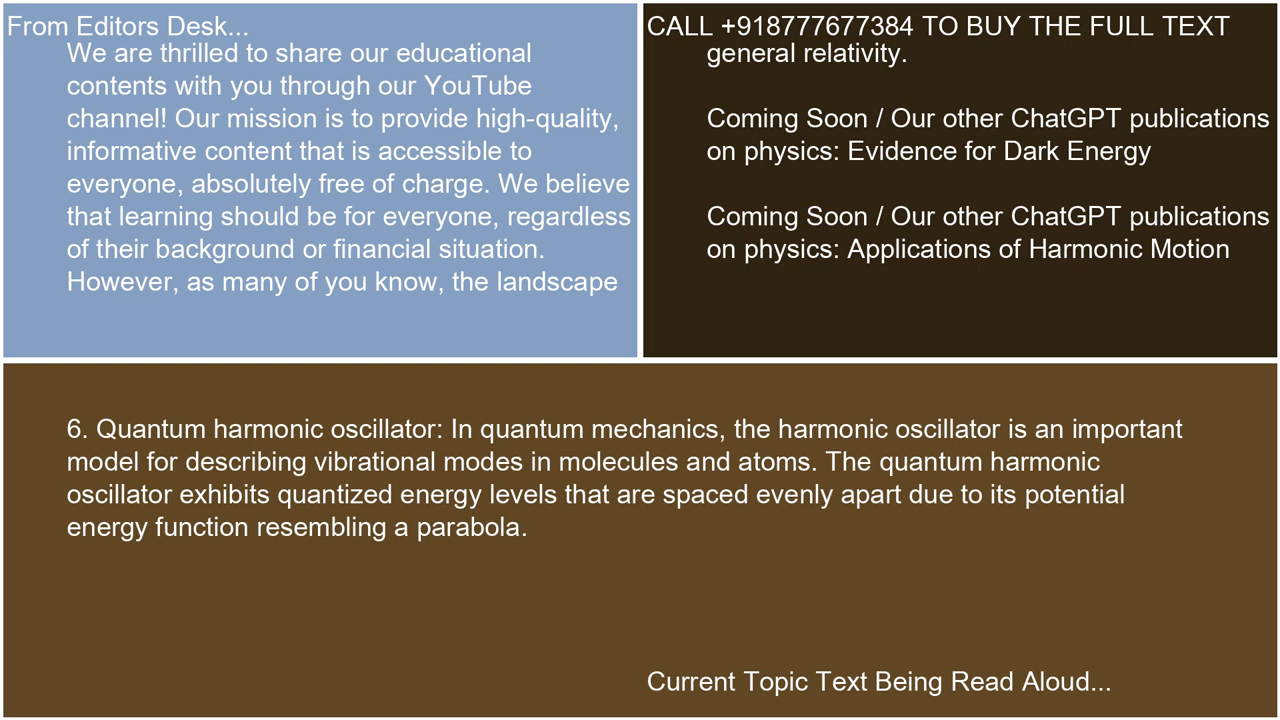 From Editors Desk...
We are thrilled to share our educational
contents with you through our YouTube
channel! Our mission is to provide high-quality,
informative content that is accessible to
everyone, absolutely free of charge. We believe
that learning should be for everyone, regardless
of their background or financial situation.
However, as many of you know, the landscape
CALL +918777677384 TO BUY THE FULL TEXT
general relativity.
Coming Soon / Our other ChatGPT publications
on physics: Evidence for Dark Energy
Coming Soon / Our other ChatGPT publications
on physics: Applications of Harmonic Motion
6. Quantum harmonic oscillator: In quantum mechanics, the harmonic oscillator is an important
model for describing vibrational modes in molecules and atoms. The quantum harmonic
oscillator exhibits quantized energy levels that are spaced evenly apart due to its potential
energy function resembling a parabola.
Current Topic Text Being Read Aloud...